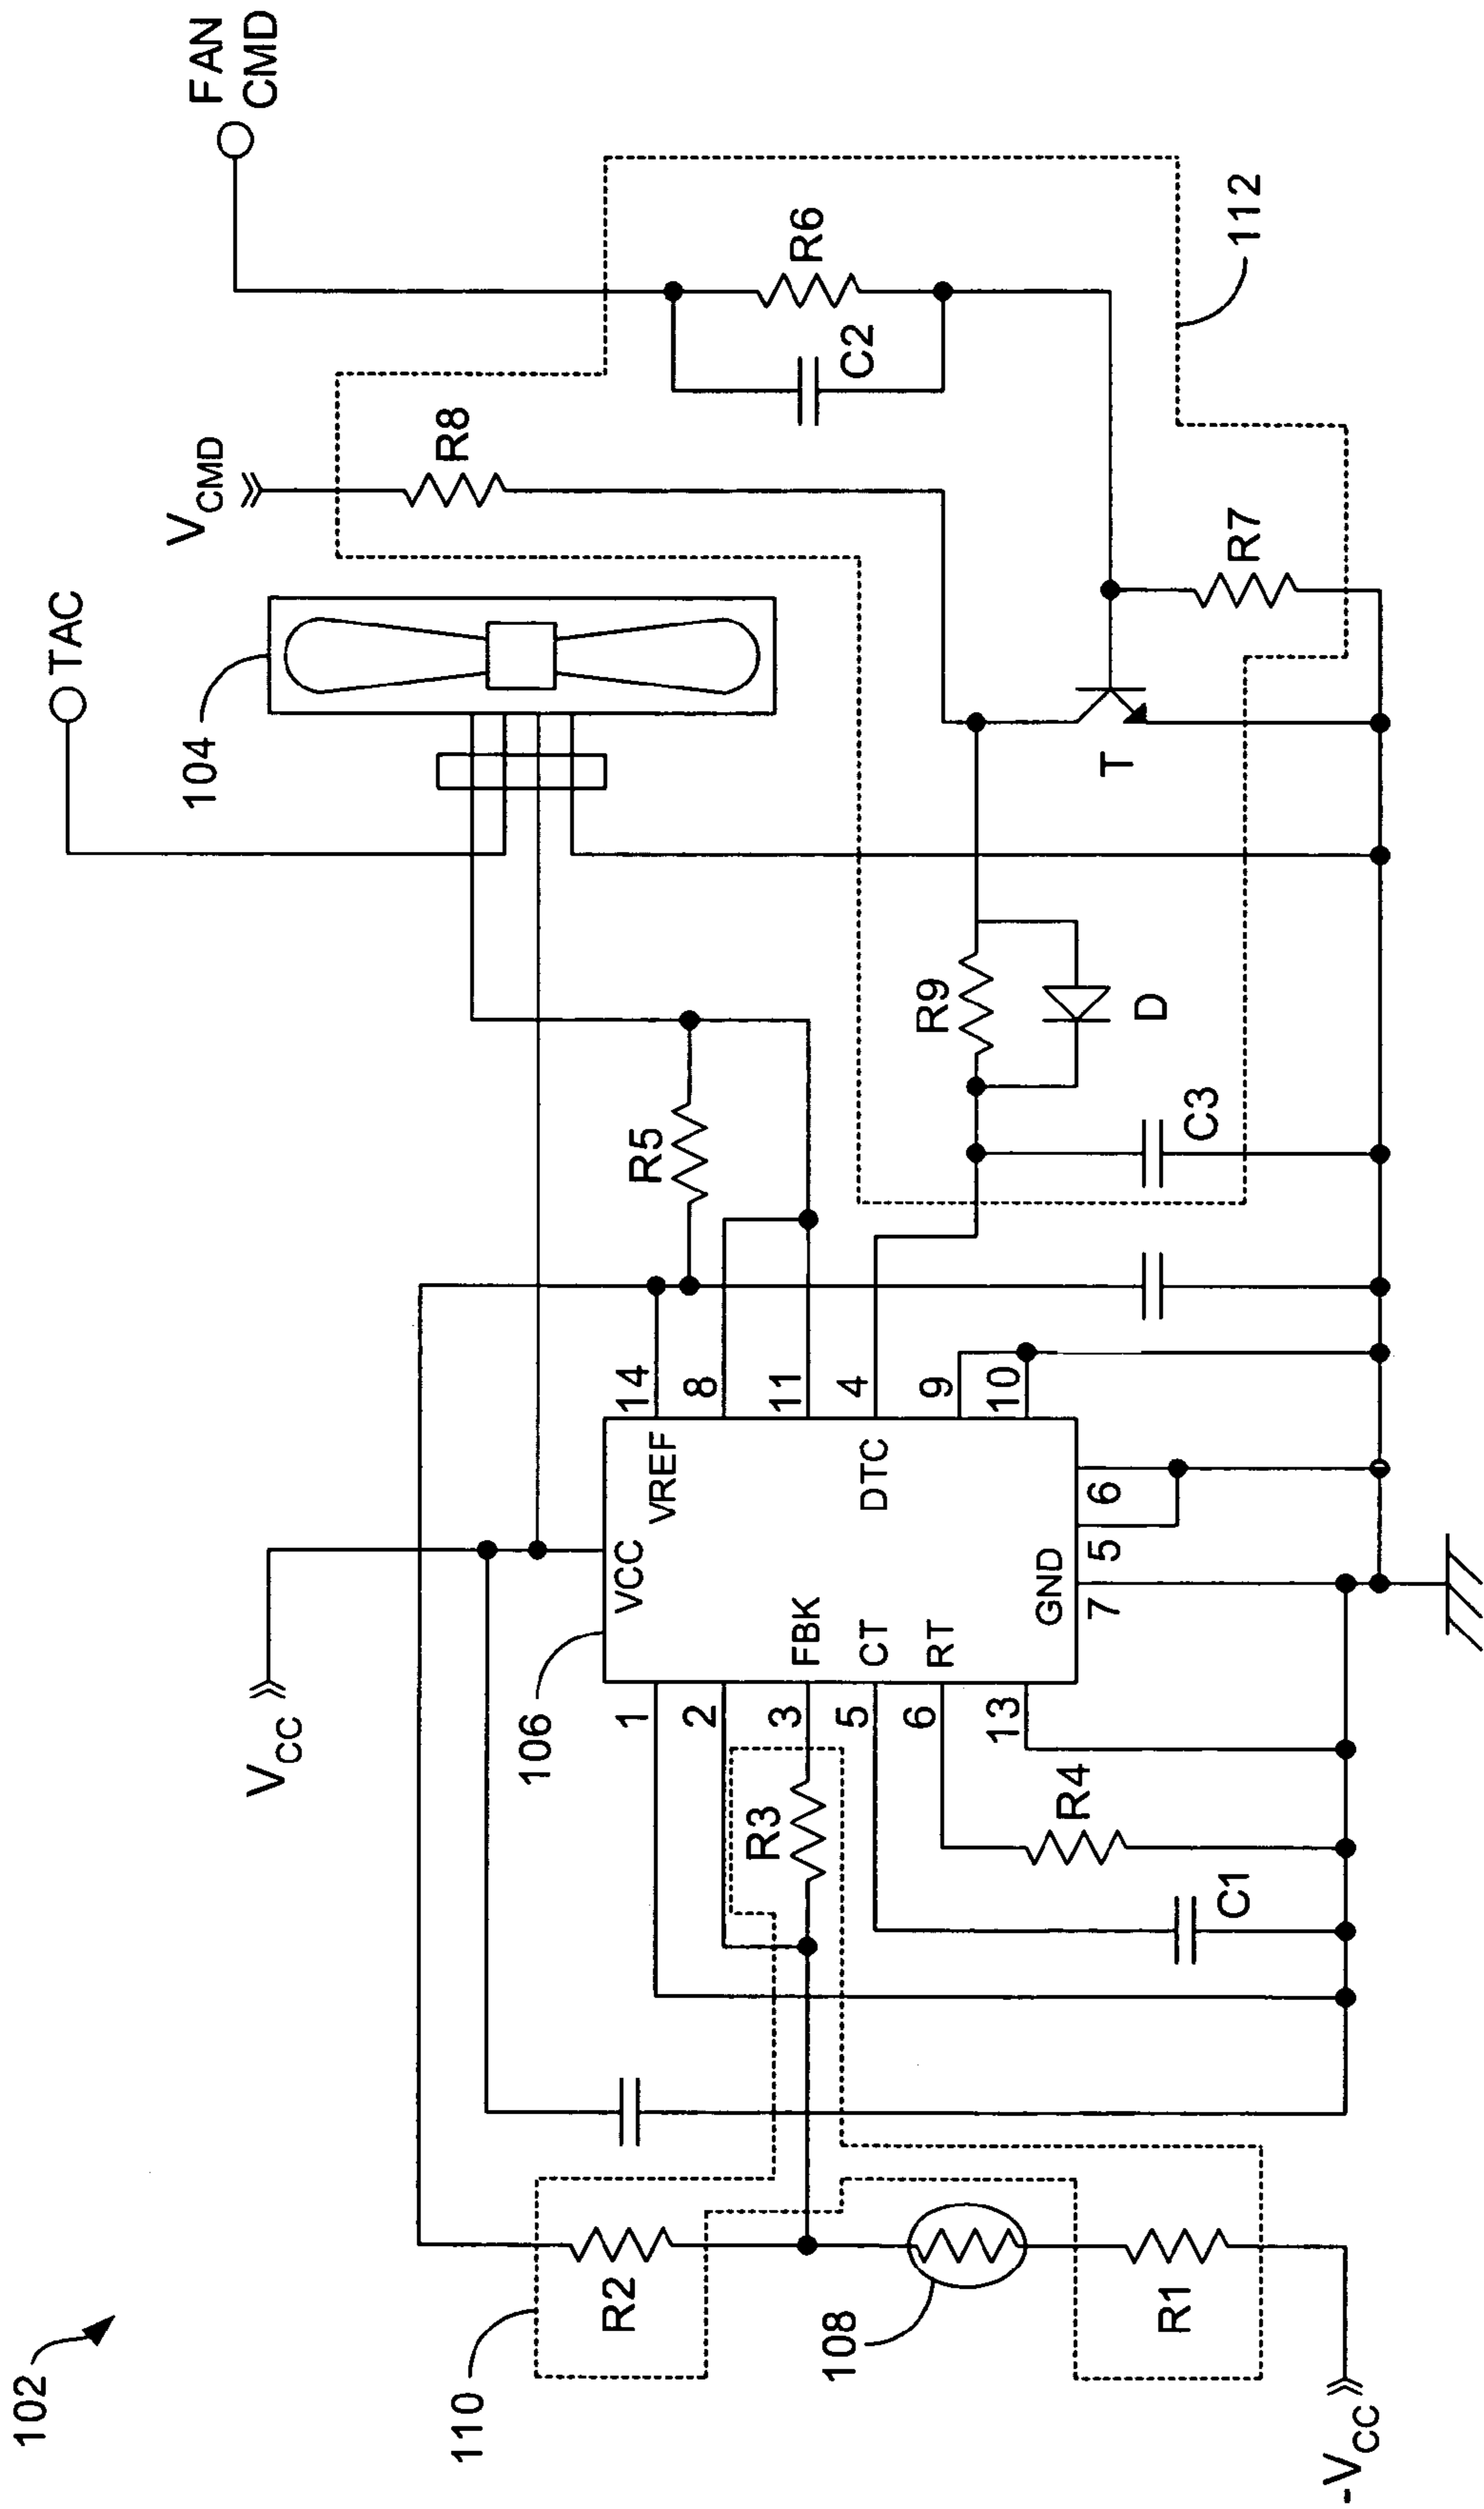 102
110
R2
108
R1
-VCC
VCC
106
R3
R4
C1
1
2
3
5
6
13
VCC
FBK
CT
RT
GND
VREF
DTC
7
5
6
14
8
11
4
9
10
R5
R9
D
C3
TAC
104
T
VCMD
R8
R7
C2
R6
112
FAN
CMD